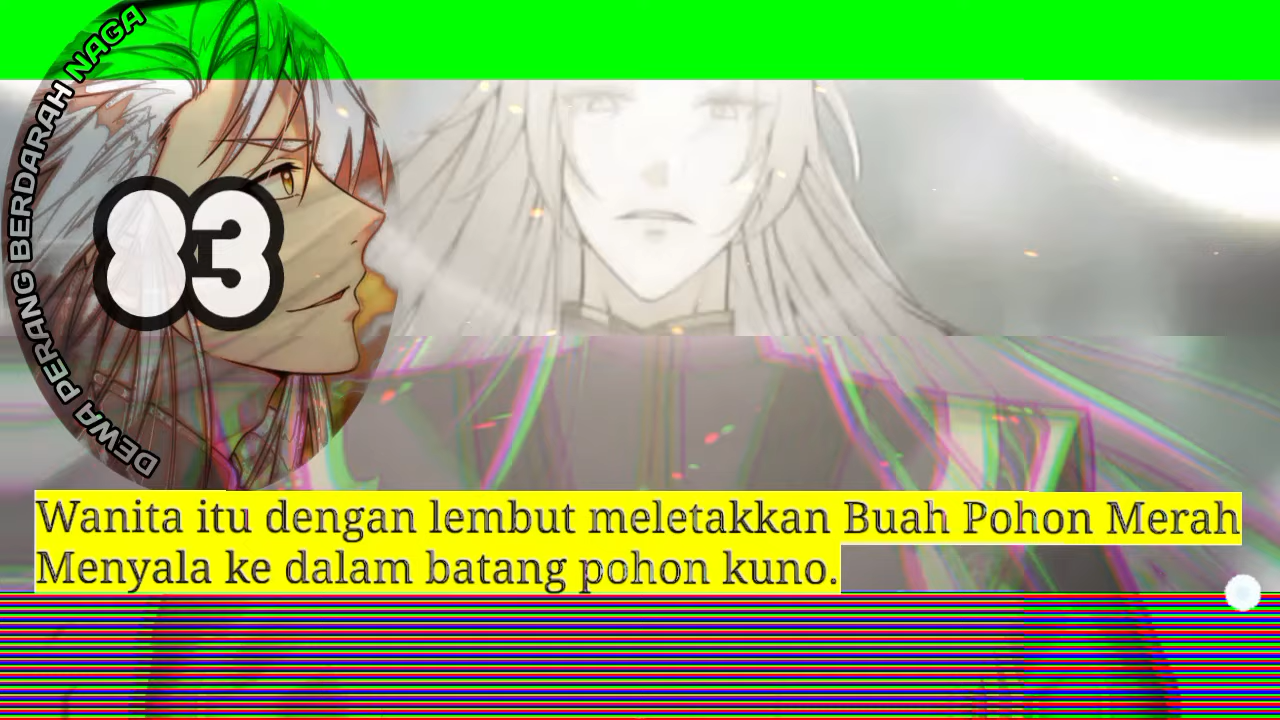 DEWA PERANG BERDARAH NAGA
83
Wanita itu dengan lembut meletakkan Buah Pohon Merah
Menyala ke dalam batang pohon kuno.